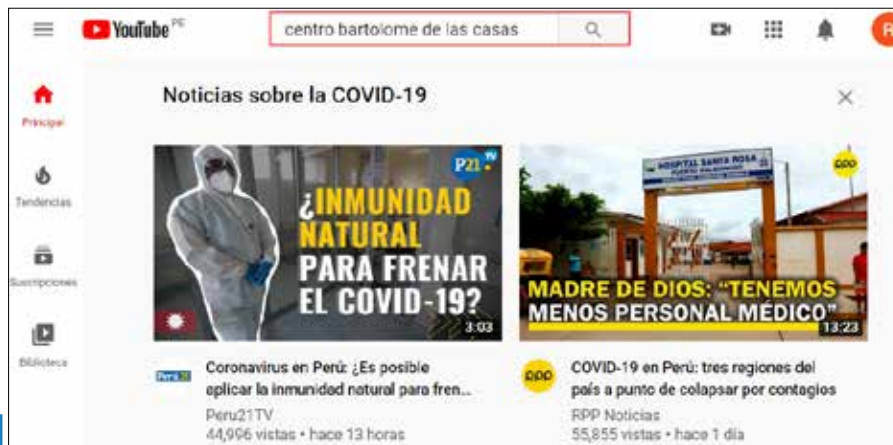 YouTube PE
centro bartolome de las casas
R
Principal
Tendencias
Suscripciones
Biblioteca
Noticias sobre la COVID-19
P21 TV
¿INMUNIDAD
NATURAL
PARA FRENAR
EL COVID-19?
3:03
HOSPITAL SANTA ROSA
RPP
MADRE DE DIOS: “TENEMOS
MENOS PERSONAL MÉDICO”
13:23
Perú21
Coronavirus en Perú: ¿Es posible
aplicar la inmunidad natural para fren...
Peru21TV
44,996 vistas • hace 13 horas
RPP
COVID-19 en Perú: tres regiones del
país a punto de colapsar por contagios
RPP Noticias
55,855 vistas • hace 1 día